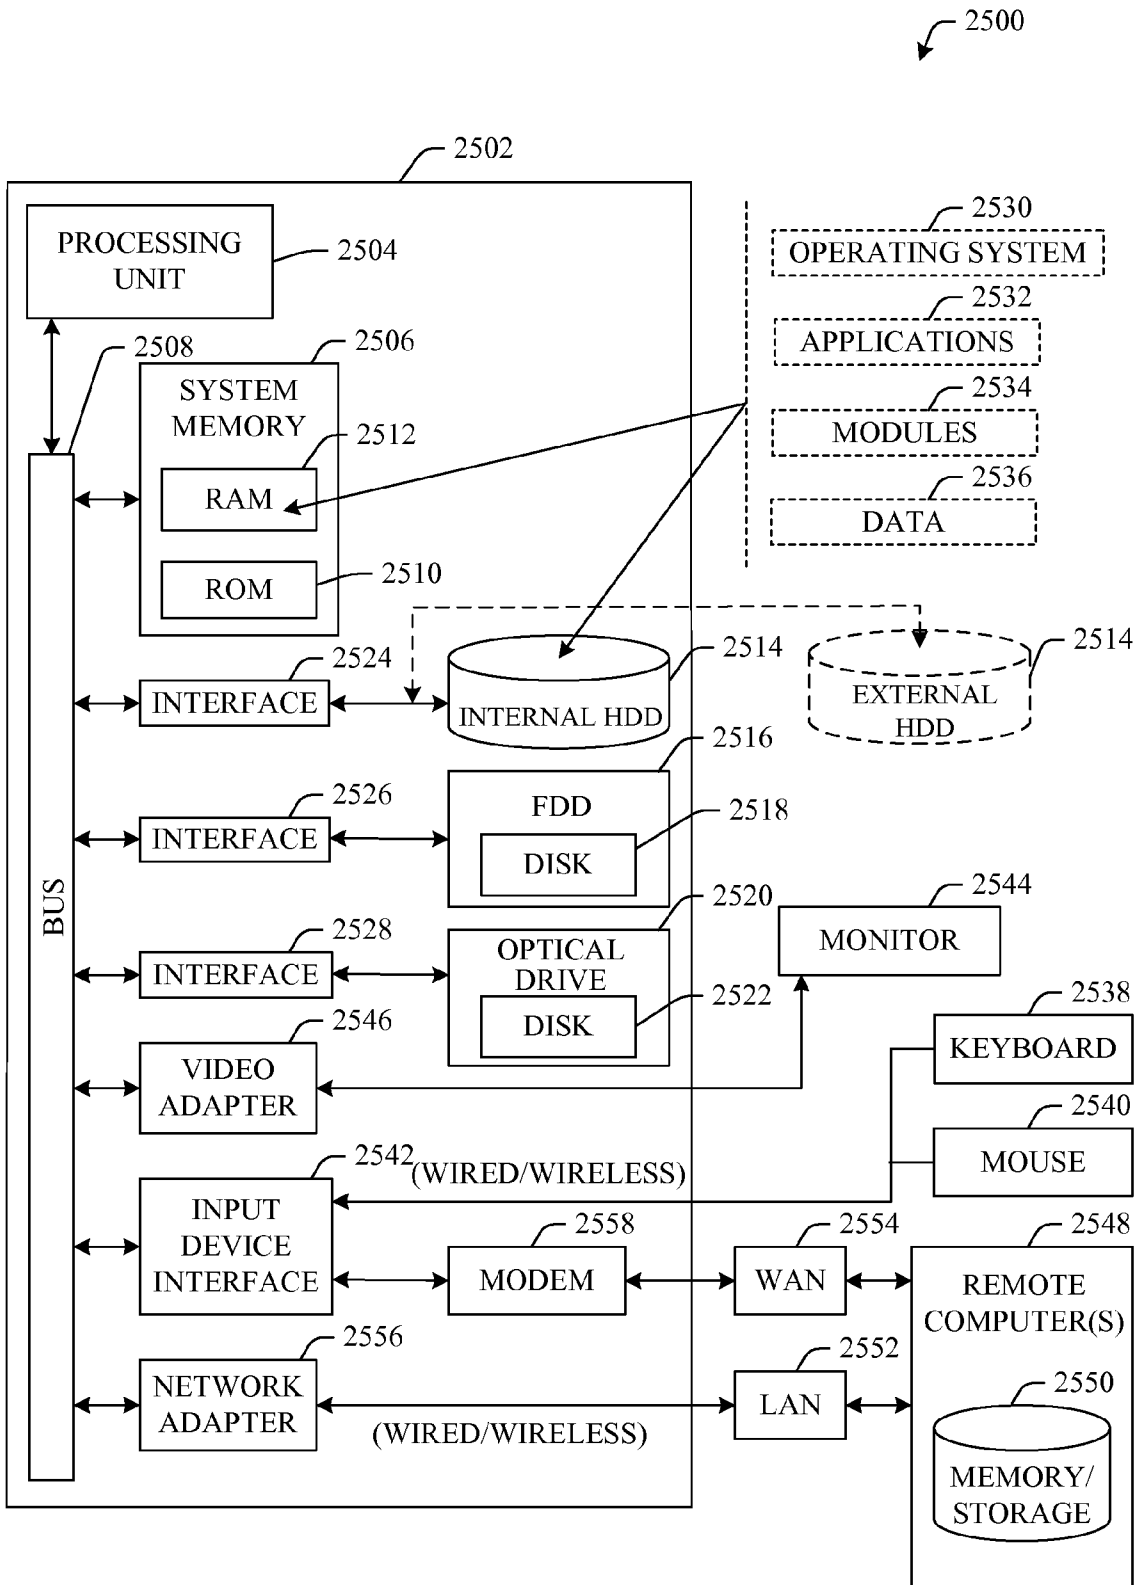 2500
2502
PROCESSING
UNIT
2504
2530
OPERATING SYSTEM
2532
APPLICATIONS
2534
MODULES
2536
DATA
2508
2506
SYSTEM
MEMORY
2512
RAM
2510
ROM
2524
INTERFACE
2514
INTERNAL HDD
2514
EXTERNAL
HDD
2516
FDD
2526
INTERFACE
2518
DISK
BUS
2520
OPTICAL
DRIVE
2528
INTERFACE
2522
DISK
2544
MONITOR
2546
VIDEO
ADAPTER
2538
KEYBOARD
2540
MOUSE
2542
(WIRED/WIRELESS)
INPUT
DEVICE
INTERFACE
2558
MODEM
2554
WAN
2548
REMOTE
COMPUTER(S)
2556
NETWORK
ADAPTER
(WIRED/WIRELESS)
2552
LAN
2550
MEMORY/
STORAGE